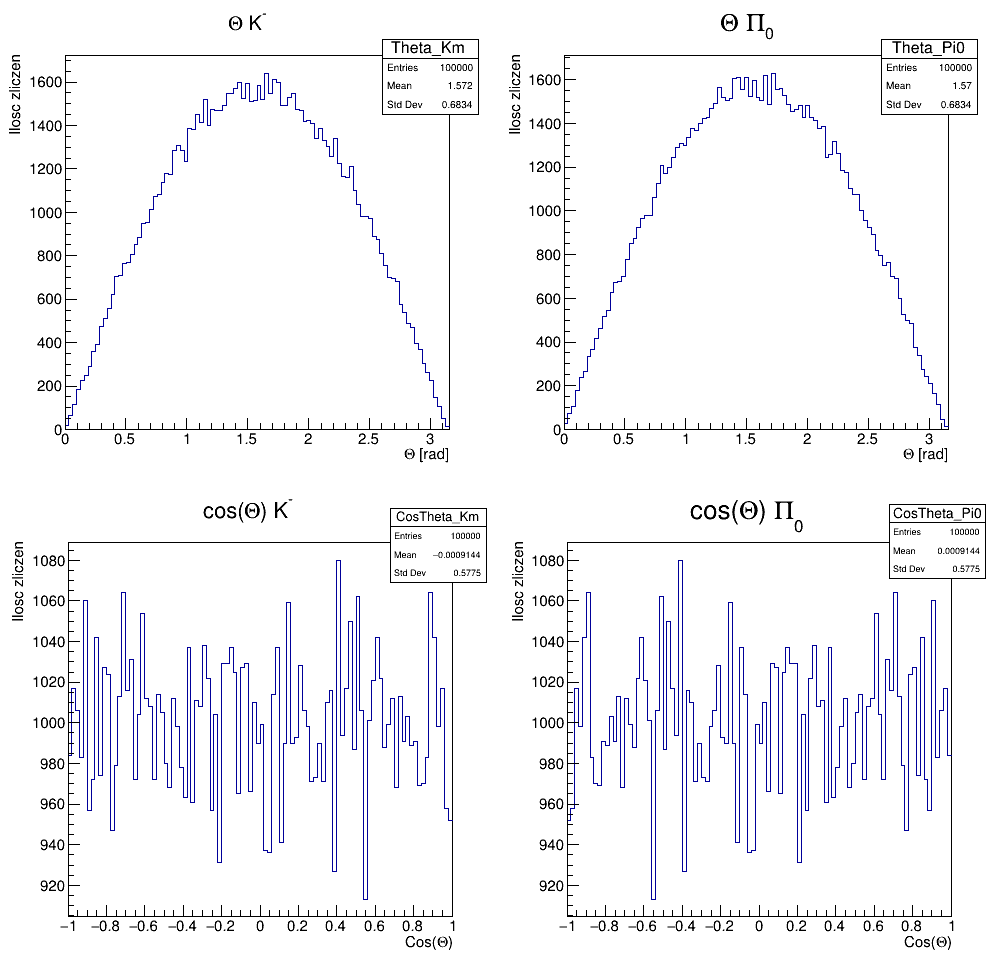 Θ K⁻
Theta_Km
Entries 100000
Mean 1.572
Std Dev 0.6834
Ilosc zliczen
1600
1400
1200
1000
800
600
400
200
0
0 0.5 1 1.5 2 2.5 3
Θ [rad]
Θ Π₀
Theta_Pi0
Entries 100000
Mean 1.57
Std Dev 0.6834
Ilosc zliczen
1600
1400
1200
1000
800
600
400
200
0
0 0.5 1 1.5 2 2.5 3
Θ [rad]
cos(Θ) K⁻
CosTheta_Km
Entries 100000
Mean −0.0009144
Std Dev 0.5775
Ilosc zliczen
1080
1060
1040
1020
1000
980
960
940
920
−1 −0.8 −0.6 −0.4 −0.2 0 0.2 0.4 0.6 0.8 1
Cos(Θ)
cos(Θ) Π₀
CosTheta_Pi0
Entries 100000
Mean 0.0009144
Std Dev 0.5775
Ilosc zliczen
1080
1060
1040
1020
1000
980
960
940
920
−1 −0.8 −0.6 −0.4 −0.2 0 0.2 0.4 0.6 0.8 1
Cos(Θ)